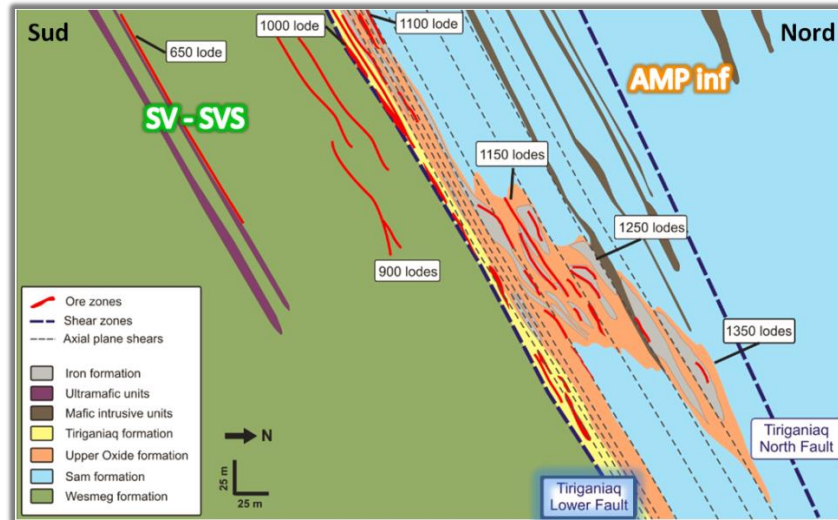 Sud
Nord
1000 lode
1100 lode
650 lode
AMP inf
SV - SVS
1150 lodes
1250 lodes
900 lodes
1350 lodes
Ore zones
Shear zones
Axial plane shears
Iron formation
Ultramafic units
Mafic intrusive units
Tiriganiaq formation
Upper Oxide formation
Sam formation
Wesmeg formation
N
25 m
25 m
Tiriganiaq
North Fault
Tiriganiaq
Lower Fault